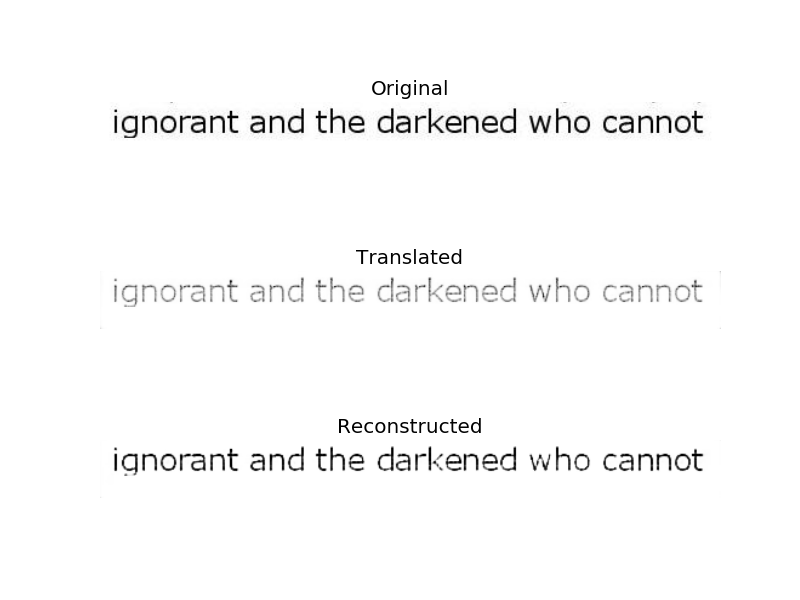 Original
ignorant and the darkened who cannot
Translated
ignorant and the darkened who cannot
Reconstructed
ignorant and the darkened who cannot